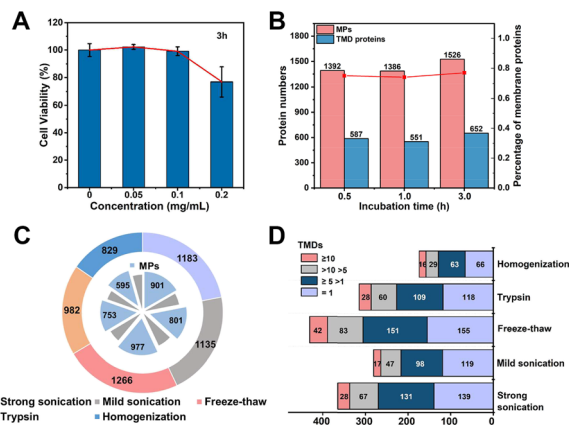 A
3h
120
100
80
60
40
20
0
Cell Viability (%)
0 0.05 0.1 0.2
Concentration (mg/mL)
B
MPs
TMD proteins
1800
1500
1200
900
600
300
0
Protein numbers
1392 1386 1526
587 551 652
0.8
0.6
0.4
0.2
0.0
Percentage of membrane proteins
0.5 1.0 3.0
Incubation time (h)
C
829 1183
MPs
595 901
982 753 801
977 1135
1266
Strong sonication Mild sonication Freeze-thaw
Trypsin Homogenization
D
TMDs
≥10
>10 >5
≥ 5 >1
= 1
16 29 63 66 Homogenization
28 60 109 118 Trypsin
42 83 151 155 Freeze-thaw
17 47 98 119 Mild sonication
28 67 131 139 Strong
sonication
400 300 200 100 0